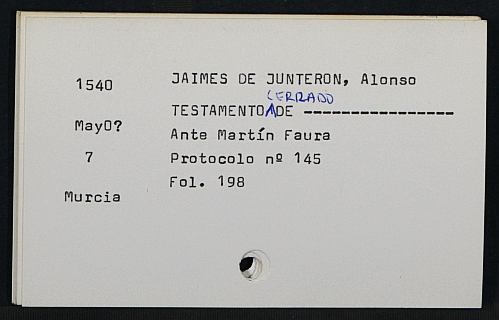 1540
JAIMES DE JUNTERON, Alonso
CERRADO
TESTAMENTO DE -----------------
MayO?
Ante Martín Faura
7
Protocolo nº 145
Fol. 198
Murcia